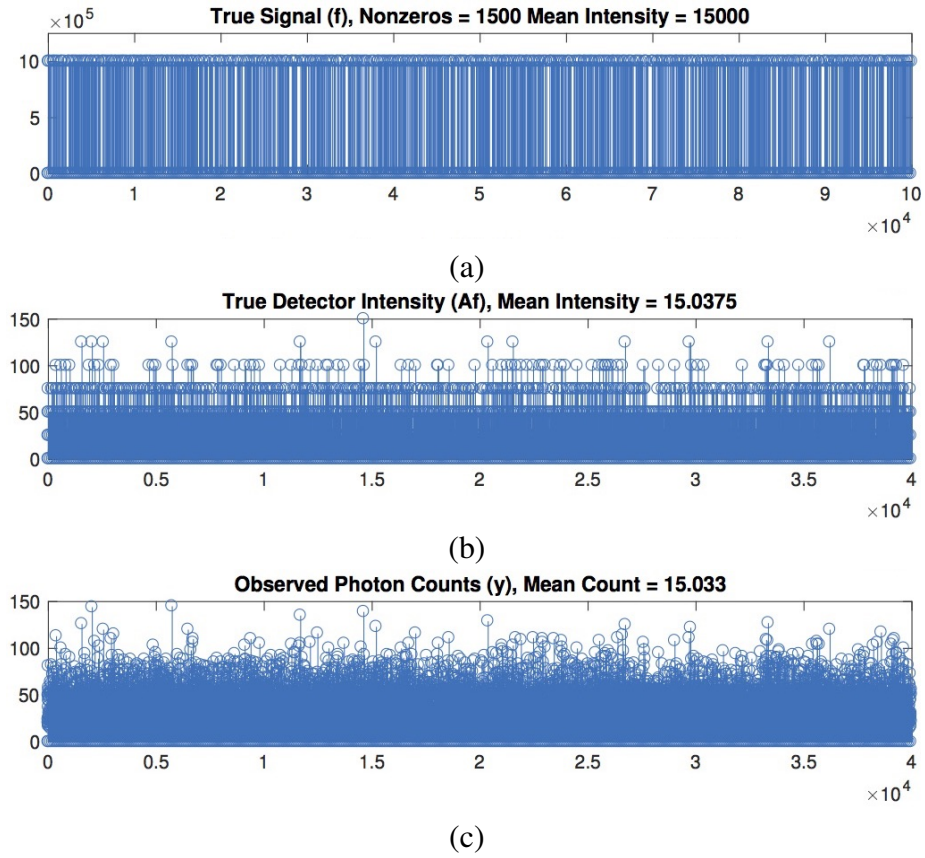 True Signal (f), Nonzeros = 1500 Mean Intensity = 15000
×10^5
10
5
0
0 1 2 3 4 5 6 7 8 9 10
×10^4
(a)
True Detector Intensity (Af), Mean Intensity = 15.0375
150
100
50
0
0 0.5 1 1.5 2 2.5 3 3.5 4
×10^4
(b)
Observed Photon Counts (y), Mean Count = 15.033
150
100
50
0
0 0.5 1 1.5 2 2.5 3 3.5 4
×10^4
(c)